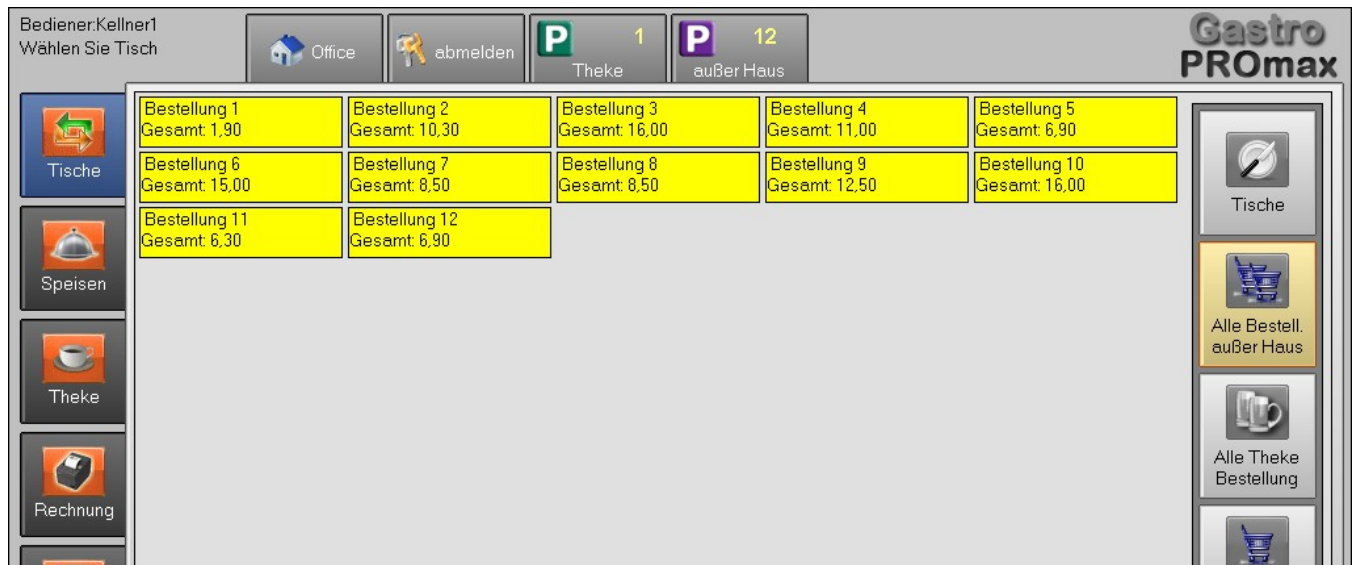 Bediener:Kellner1
Wählen Sie Tisch
Office
abmelden
P 1
Theke
P 12
außer Haus
Gastro
PROmax
Tische
Speisen
Theke
Rechnung
Bestellung 1
Gesamt: 1,90
Bestellung 2
Gesamt: 10,30
Bestellung 3
Gesamt: 16,00
Bestellung 4
Gesamt: 11,00
Bestellung 5
Gesamt: 6,90
Bestellung 6
Gesamt: 15,00
Bestellung 7
Gesamt: 8,50
Bestellung 8
Gesamt: 8,50
Bestellung 9
Gesamt: 12,50
Bestellung 10
Gesamt: 16,00
Bestellung 11
Gesamt: 6,30
Bestellung 12
Gesamt: 6,90
Tische
Alle Bestell.
außer Haus
Alle Theke
Bestellung